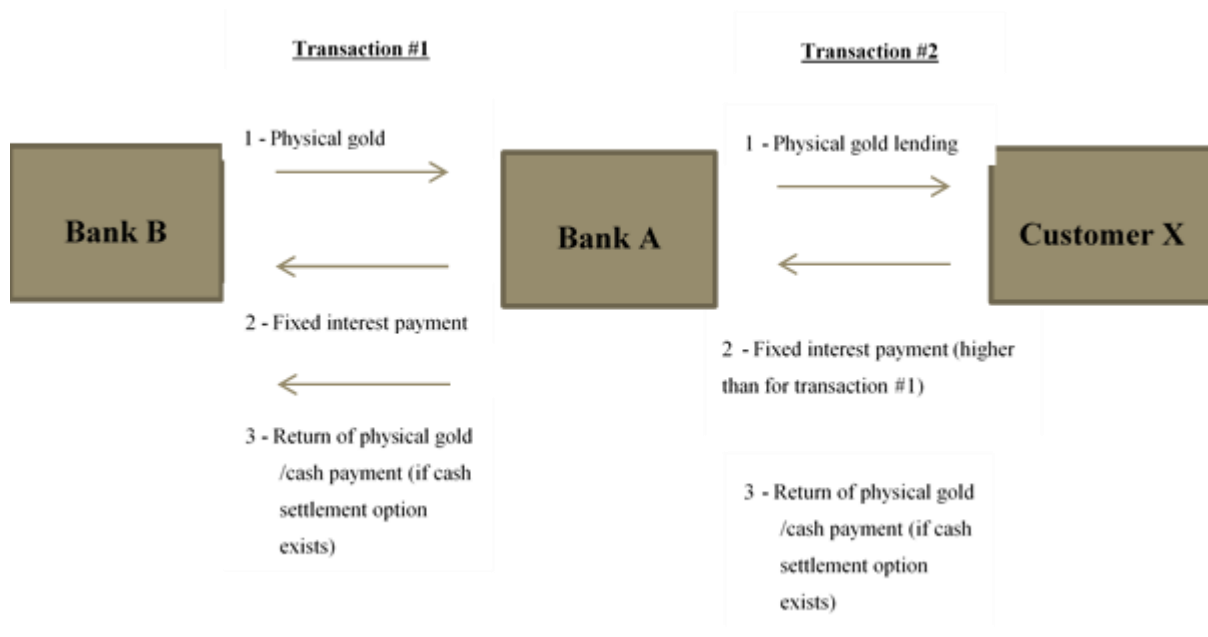 Transaction #1
Transaction #2
1 - Physical gold
1 - Physical gold lending
Bank B
Bank A
Customer X
2 - Fixed interest payment
2 - Fixed interest payment (higher
than for transaction #1)
3 - Return of physical gold
/cash payment (if cash
settlement option
exists)
3 - Return of physical gold
/cash payment (if cash
settlement option
exists)